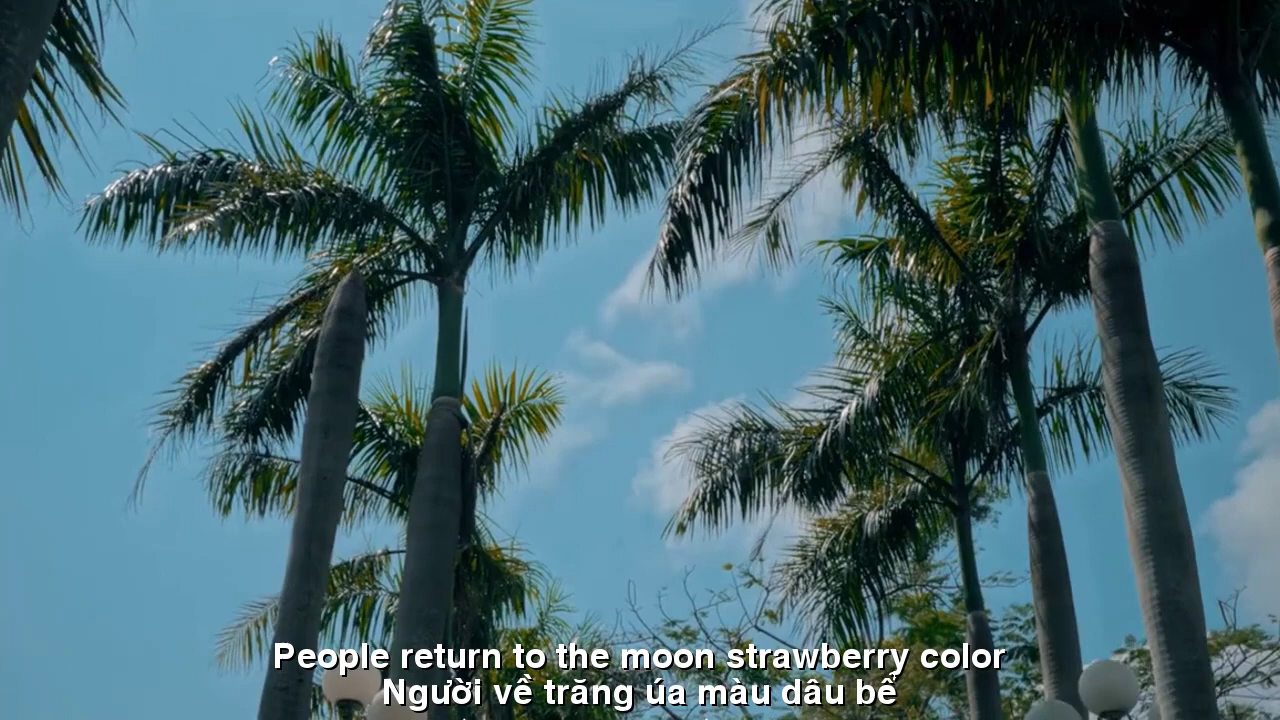 People return to the moon strawberry color
Người về trăng úa màu dâu bể